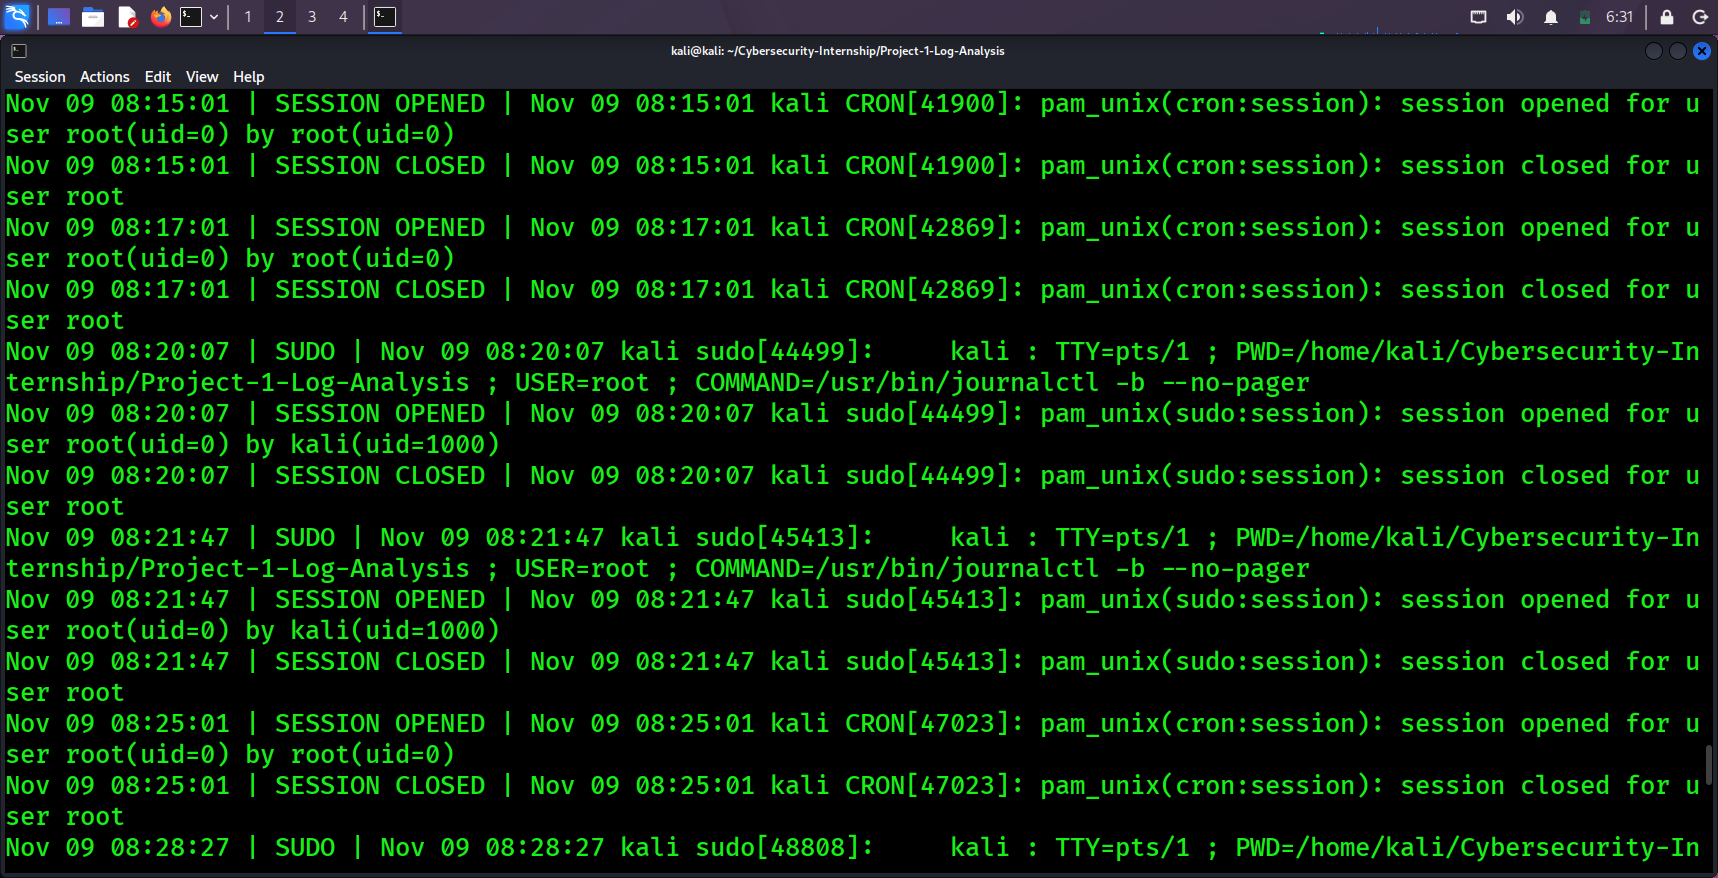 1 2 3 4 6:31
kali@kali: ~/Cybersecurity-Internship/Project-1-Log-Analysis
Session Actions Edit View Help
Nov 09 08:15:01 | SESSION OPENED | Nov 09 08:15:01 kali CRON[41900]: pam_unix(cron:session): session opened for u
ser root(uid=0) by root(uid=0)
Nov 09 08:15:01 | SESSION CLOSED | Nov 09 08:15:01 kali CRON[41900]: pam_unix(cron:session): session closed for u
ser root
Nov 09 08:17:01 | SESSION OPENED | Nov 09 08:17:01 kali CRON[42869]: pam_unix(cron:session): session opened for u
ser root(uid=0) by root(uid=0)
Nov 09 08:17:01 | SESSION CLOSED | Nov 09 08:17:01 kali CRON[42869]: pam_unix(cron:session): session closed for u
ser root
Nov 09 08:20:07 | SUDO | Nov 09 08:20:07 kali sudo[44499]:     kali : TTY=pts/1 ; PWD=/home/kali/Cybersecurity-In
ternship/Project-1-Log-Analysis ; USER=root ; COMMAND=/usr/bin/journalctl -b --no-pager
Nov 09 08:20:07 | SESSION OPENED | Nov 09 08:20:07 kali sudo[44499]: pam_unix(sudo:session): session opened for u
ser root(uid=0) by kali(uid=1000)
Nov 09 08:20:07 | SESSION CLOSED | Nov 09 08:20:07 kali sudo[44499]: pam_unix(sudo:session): session closed for u
ser root
Nov 09 08:21:47 | SUDO | Nov 09 08:21:47 kali sudo[45413]:     kali : TTY=pts/1 ; PWD=/home/kali/Cybersecurity-In
ternship/Project-1-Log-Analysis ; USER=root ; COMMAND=/usr/bin/journalctl -b --no-pager
Nov 09 08:21:47 | SESSION OPENED | Nov 09 08:21:47 kali sudo[45413]: pam_unix(sudo:session): session opened for u
ser root(uid=0) by kali(uid=1000)
Nov 09 08:21:47 | SESSION CLOSED | Nov 09 08:21:47 kali sudo[45413]: pam_unix(sudo:session): session closed for u
ser root
Nov 09 08:25:01 | SESSION OPENED | Nov 09 08:25:01 kali CRON[47023]: pam_unix(cron:session): session opened for u
ser root(uid=0) by root(uid=0)
Nov 09 08:25:01 | SESSION CLOSED | Nov 09 08:25:01 kali CRON[47023]: pam_unix(cron:session): session closed for u
ser root
Nov 09 08:28:27 | SUDO | Nov 09 08:28:27 kali sudo[48808]:     kali : TTY=pts/1 ; PWD=/home/kali/Cybersecurity-In